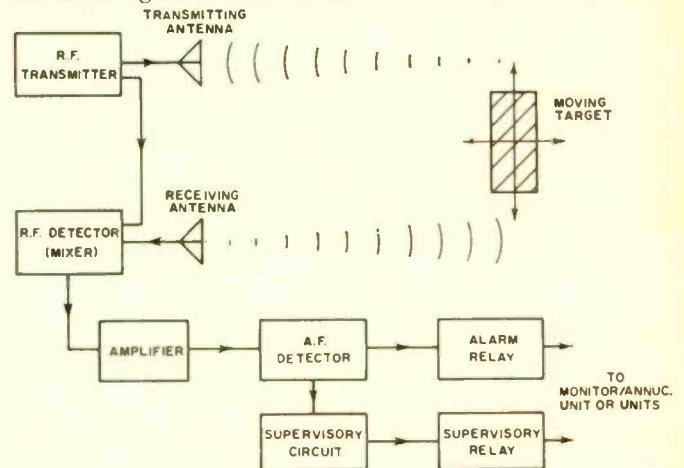 TRANSMITTING
ANTENNA
R.F.
TRANSMITTER
MOVING
TARGET
RECEIVING
ANTENNA
R.F. DETECTOR
(MIXER)
AMPLIFIER
A.F.
DETECTOR
ALARM
RELAY
TO
MONITOR/ANNUC.
UNIT OR UNITS
SUPERVISORY
CIRCUIT
SUPERVISORY
RELAY